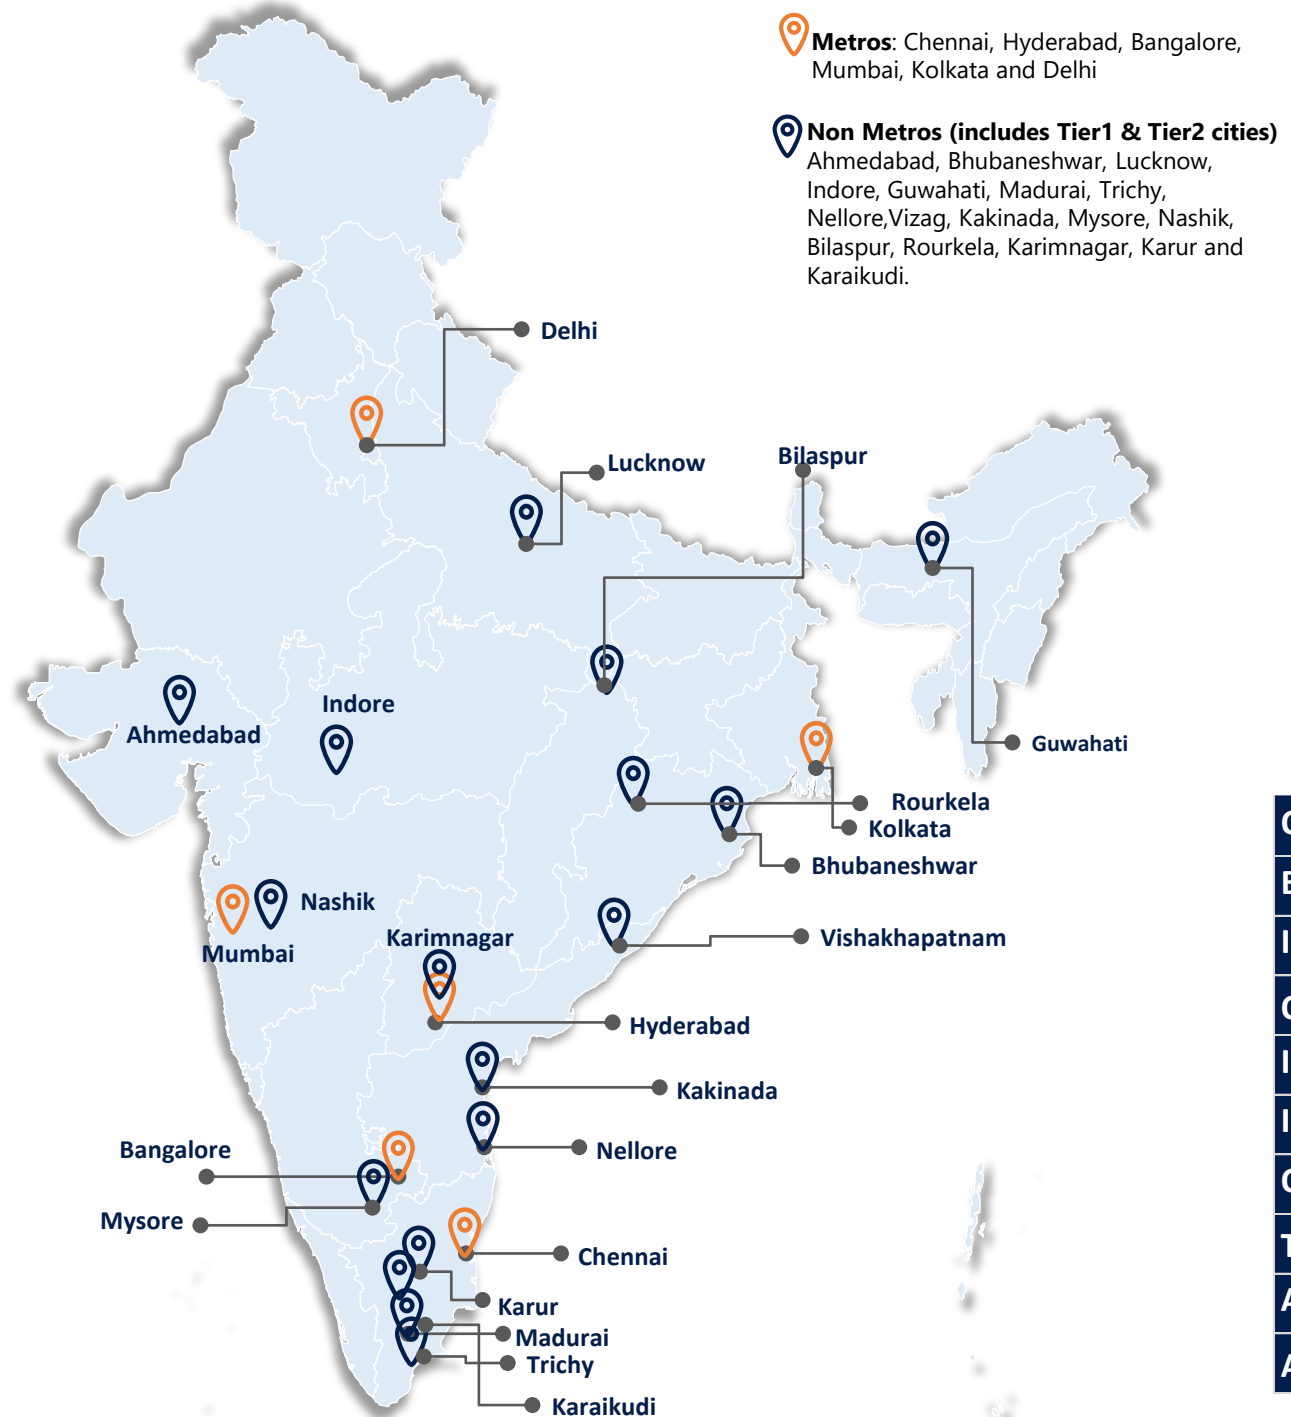 Metros: Chennai, Hyderabad, Bangalore,
Mumbai, Kolkata and Delhi
Non Metros (includes Tier1 & Tier2 cities)
Ahmedabad, Bhubaneshwar, Lucknow,
Indore, Guwahati, Madurai, Trichy,
Nellore,Vizag, Kakinada, Mysore, Nashik,
Bilaspur, Rourkela, Karimnagar, Karur and
Karaikudi.
Delhi
Lucknow
Bilaspur
Indore
Ahmedabad
Guwahati
Rourkela
Kolkata
Bhubaneshwar
Nashik
Karimnagar
Vishakhapatnam
Mumbai
Hyderabad
Kakinada
Bangalore
Nellore
Mysore
Chennai
Karur
Madurai
Trichy
Karaikudi